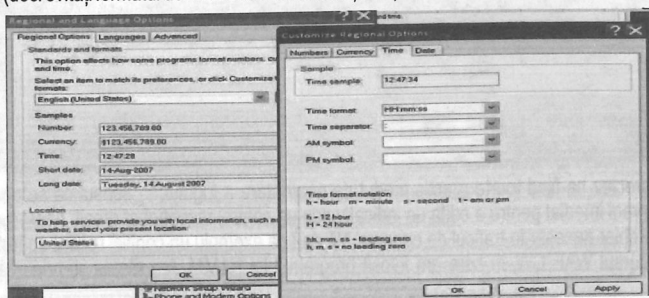 Regional and Language Options
Regional Options Languages Advanced
Standards and formats
This option affects how some programs format numbers,
and time.
Select an item to match its preferences, or click Customize
formats:
English (United States)
Samples
Number: 123,456,789.00
Currency: $123,456,789.00
Time: 12:47:28
Short date: 14-Aug-2007
Long date: Tuesday, 14 August 2007
Location
To help services provide you with local information, such
weather, select your present location:
United States
OK Cancel
Network Setup Wizard
Phone and Modem Options
and time.
Customize Regional Options
Numbers Currency Time Date
Sample
Time sample: 12:47:34
Time format: HH:mm:ss
Time separator: :
AM symbol:
PM symbol:
Time format notation
h = hour m = minute s = second t = am or pm
h = 12 hour
H = 24 hour
hh, mm, ss = leading zero
h, m, s = no leading zero
OK Cancel Apply